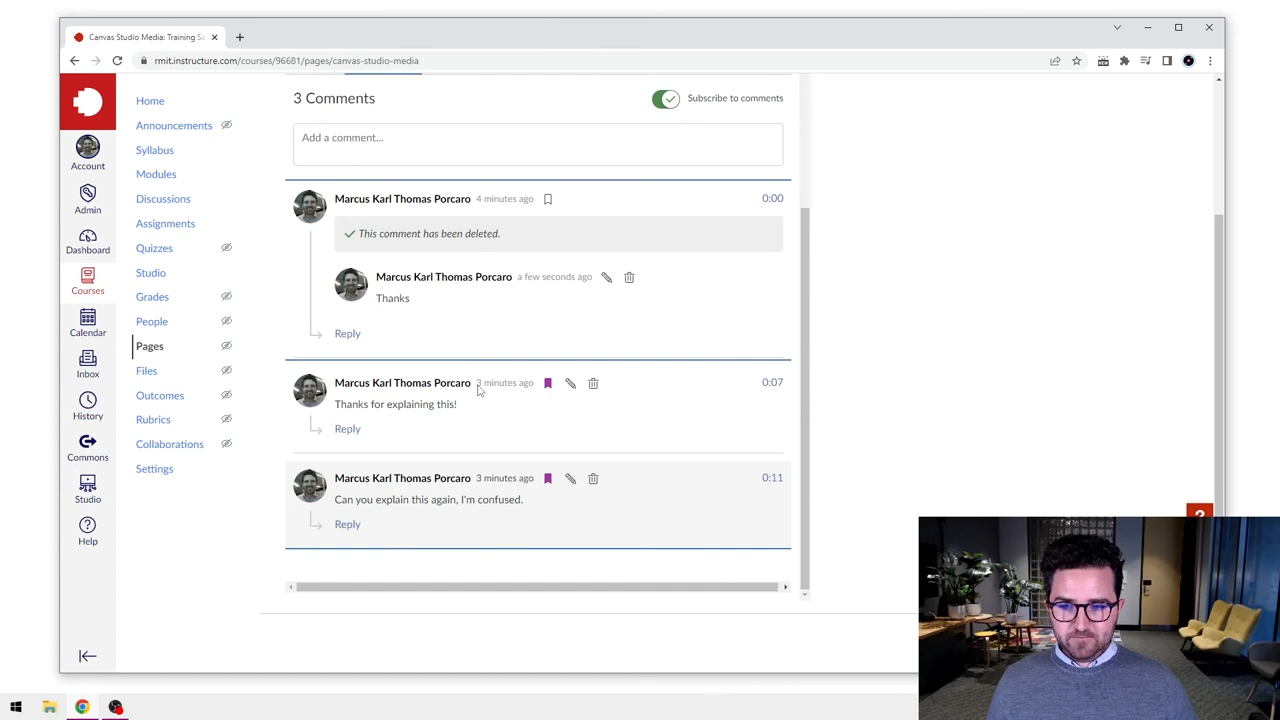 Canvas Studio Media: Training Sa
rmit.instructure.com/courses/96681/pages/canvas-studio-media
Account
Admin
Dashboard
Courses
Calendar
Inbox
History
Commons
Studio
Help
Home
Announcements
Syllabus
Modules
Discussions
Assignments
Quizzes
Studio
Grades
People
Pages
Files
Outcomes
Rubrics
Collaborations
Settings
3 Comments
Subscribe to comments
Add a comment...
Marcus Karl Thomas Porcaro 4 minutes ago 0:00
This comment has been deleted.
Marcus Karl Thomas Porcaro a few seconds ago
Thanks
Reply
Marcus Karl Thomas Porcaro 3 minutes ago 0:07
Thanks for explaining this!
Reply
Marcus Karl Thomas Porcaro 3 minutes ago 0:11
Can you explain this again, I'm confused.
Reply
?